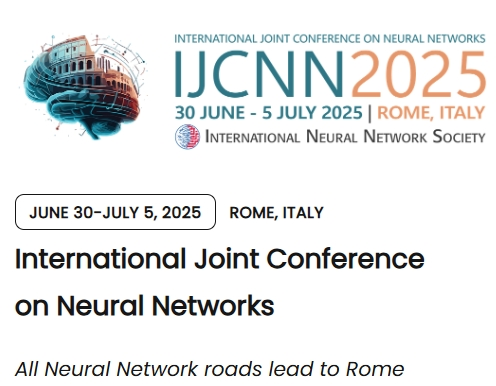 INTERNATIONAL JOINT CONFERENCE ON NEURAL NETWORKS
IJCNN2025
30 JUNE - 5 JULY 2025 | ROME, ITALY
INTERNATIONAL NEURAL NETWORK SOCIETY
JUNE 30-JULY 5, 2025 ROME, ITALY
International Joint Conference
on Neural Networks
All Neural Network roads lead to Rome